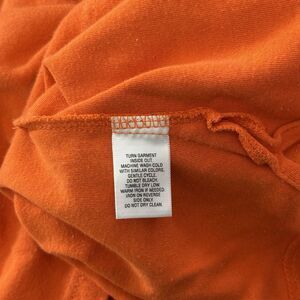 TURN GARMENT
INSIDE OUT.
MACHINE WASH COLD
WITH SIMILAR COLORS.
GENTLE CYCLE.
DO NOT BLEACH.
TUMBLE DRY LOW.
WARM IRON IF NEEDED
IRON ON REVERSE
SIDE ONLY
DO NOT DRY CLEAN.